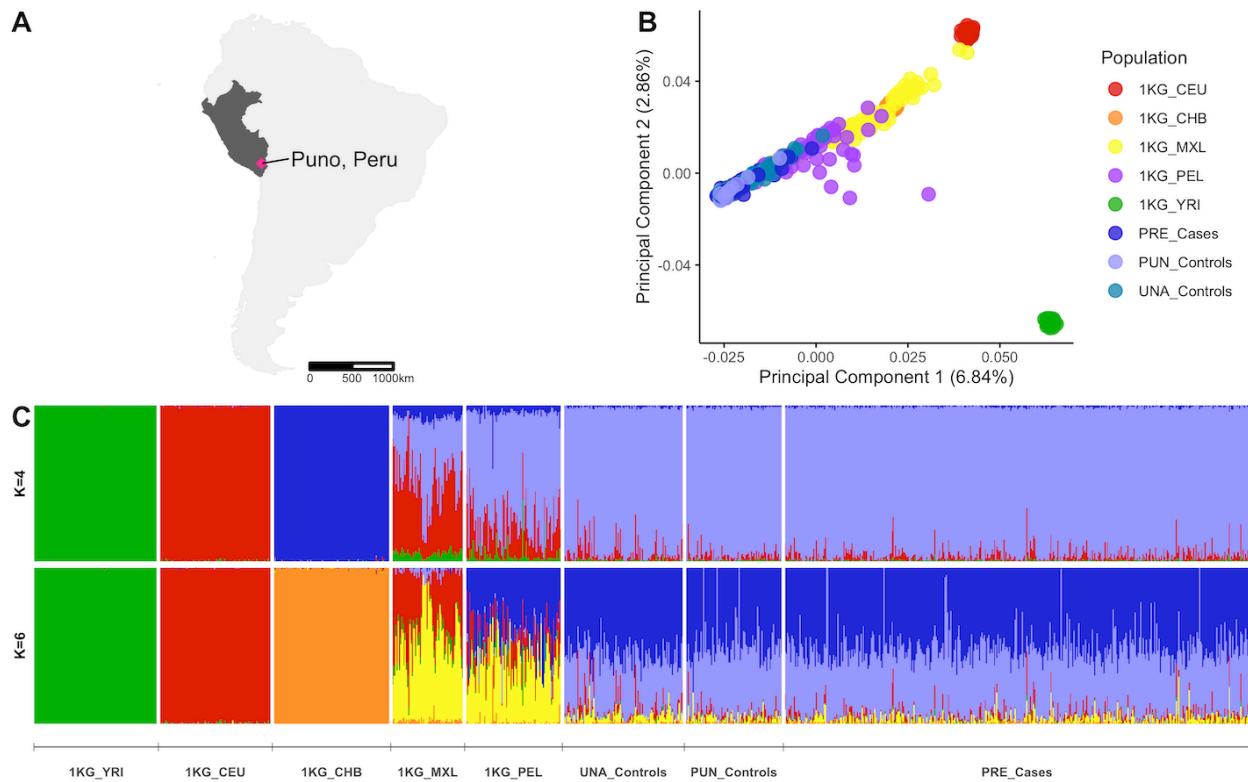 A
Puno, Peru
0 500 1000km
B
Principal Component 2 (2.86%)
0.04
0.00
-0.04
-0.025 0.000 0.025 0.050
Principal Component 1 (6.84%)
Population
1KG_CEU
1KG_CHB
1KG_MXL
1KG_PEL
1KG_YRI
PRE_Cases
PUN_Controls
UNA_Controls
C
K=4
K=6
1KG_YRI 1KG_CEU 1KG_CHB 1KG_MXL 1KG_PEL UNA_Controls PUN_Controls PRE_Cases